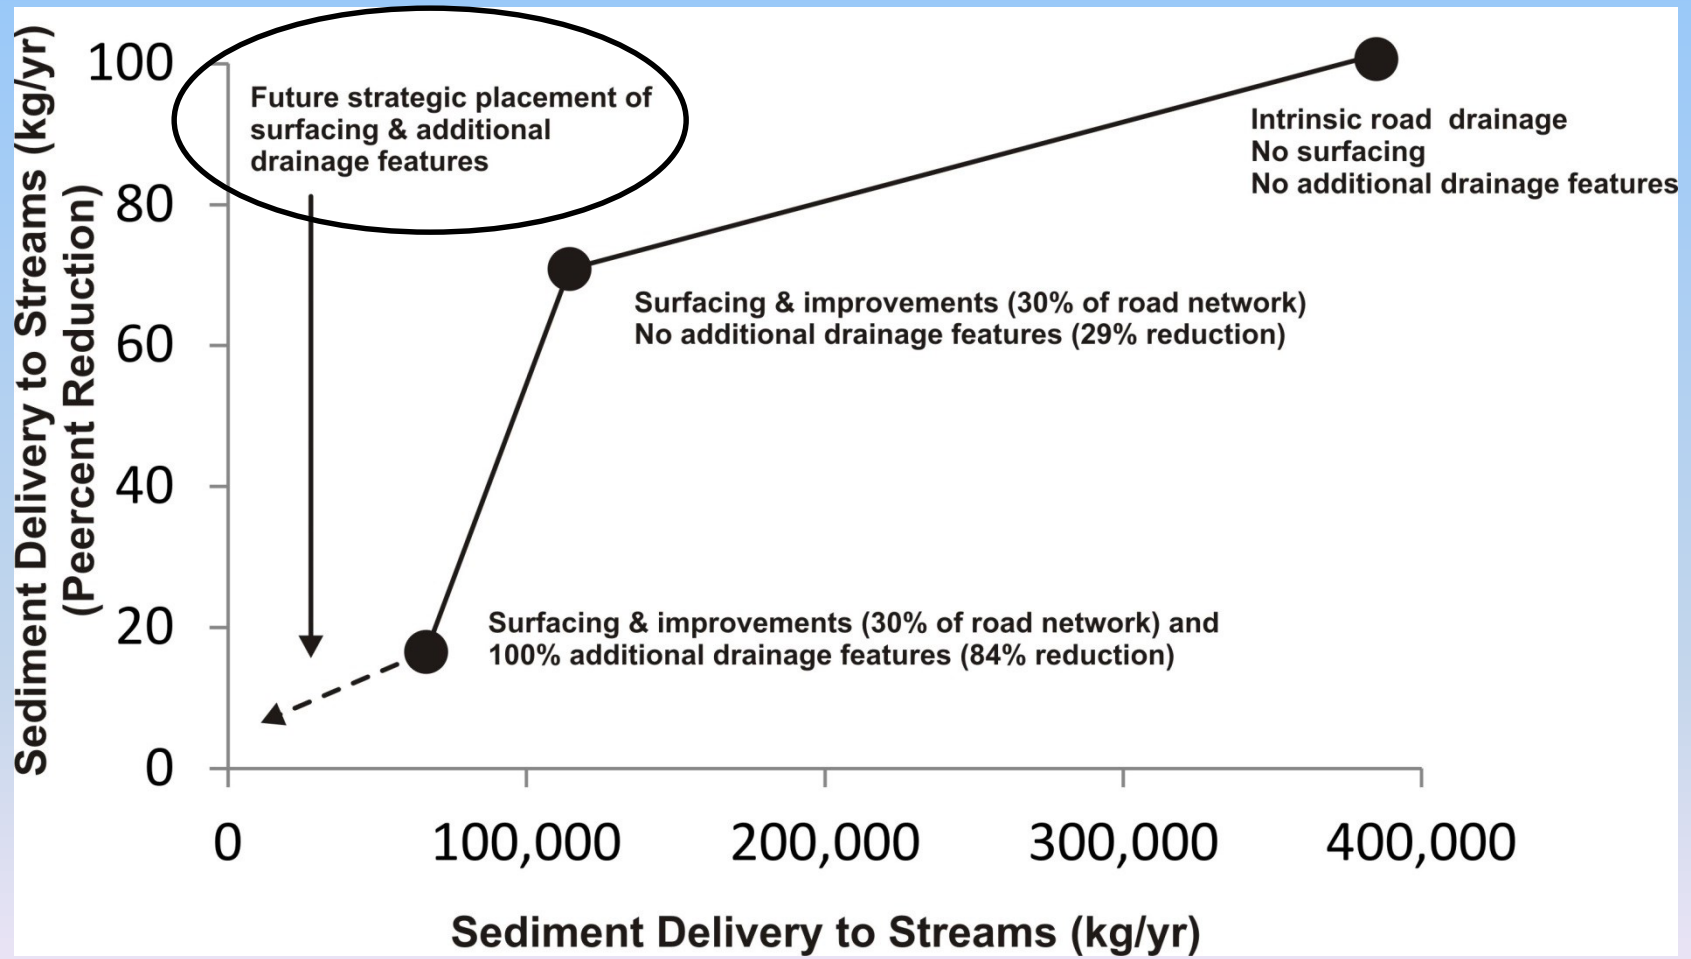 Sediment Delivery to Streams (kg/yr)
(Peercent Reduction)
100
80
60
40
20
0
Future strategic placement of
surfacing & additional
drainage features
Intrinsic road drainage
No surfacing
No additional drainage features
Surfacing & improvements (30% of road network)
No additional drainage features (29% reduction)
Surfacing & improvements (30% of road network) and
100% additional drainage features (84% reduction)
0
100,000
200,000
300,000
400,000
Sediment Delivery to Streams (kg/yr)